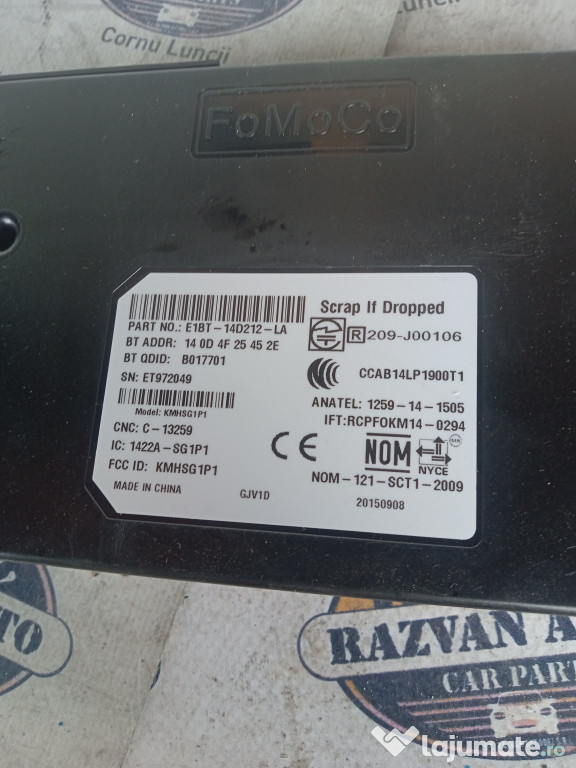 Cornu Luncii
FoMoCo
PART NO.: E1BT-14D212-LA
BT ADDR: 14 0D 4F 25 45 2E
BT QDID: B017701
SN: ET972049
Model: KMHSG1P1
CNC: C-13259
IC: 1422A-SG1P1
FCC ID: KMHSG1P1
MADE IN CHINA
GJV1D
Scrap If Dropped
R 209-J00106
CCAB14LP1900T1
ANATEL: 1259-14-1505
IFT:RCPFOKM14-0294
CE
NOM
MR
NYCE
NOM-121-SCT1-2009
20150908
RAZVAN A
CAR PART
lajumate.ro